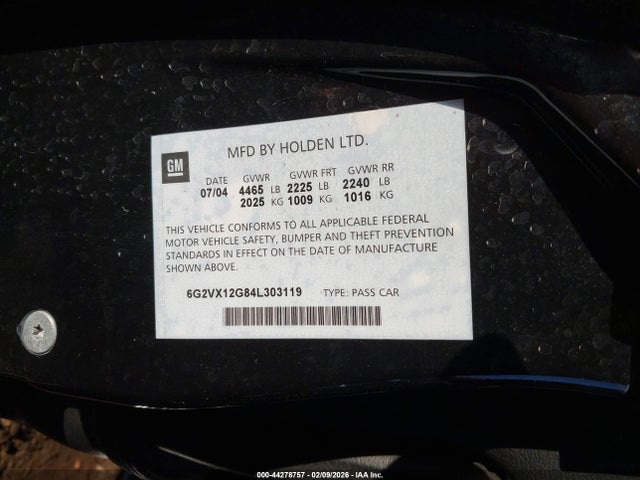 GM
MFD BY HOLDEN LTD.
DATE GVWR GVWR FRT GVWR RR
07/04 4465 LB 2225 LB 2240 LB
2025 KG 1009 KG 1016 KG
THIS VEHICLE CONFORMS TO ALL APPLICABLE FEDERAL
MOTOR VEHICLE SAFETY, BUMPER AND THEFT PREVENTION
STANDARDS IN EFFECT ON THE DATE OF MANUFACTURE
SHOWN ABOVE.
6G2VX12G84L303119 TYPE: PASS CAR
000-44278757 - 02/09/2026 - IAA Inc.